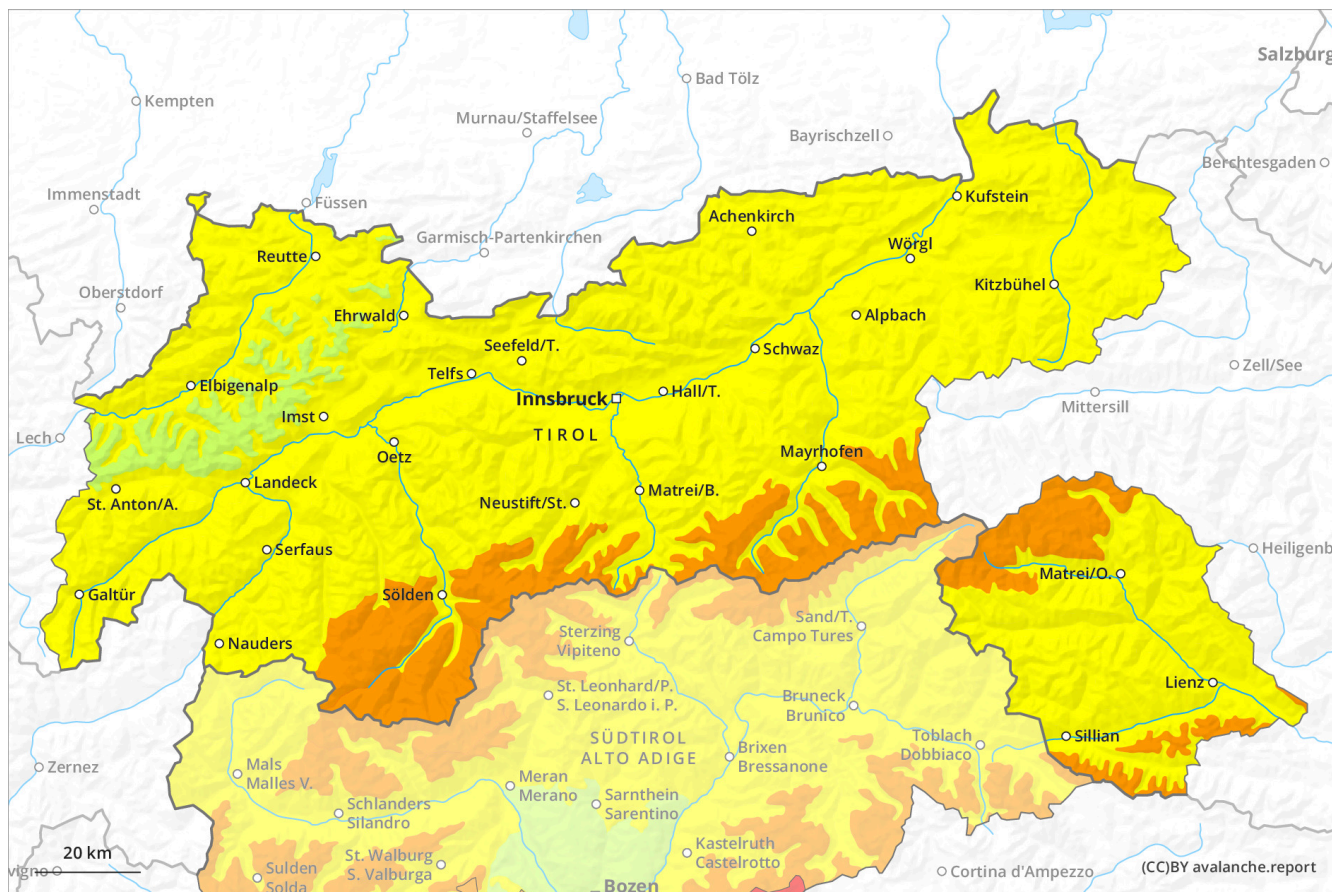 Salzburg
Bad Tölz
Kempten
Murnau/Staffelsee
Bayrischzell
Berchtesgaden
Immenstadt
Füssen
Kufstein
Achenkirch
Garmisch-Partenkirchen
Wörgl
Reutte
Kitzbühel
Oberstdorf
Ehrwald
Alpbach
Seefeld/T.
Schwaz
Zell/See
Telfs
Elbigenalp
Hall/T.
Innsbruck
Mittersill
Imst
Lech
TIROL
Oetz
Mayrhofen
Landeck
Matrei/B.
St. Anton/A.
Neustift/St.
Serfaus
Heiligenb
Matrei/O.
Galtür
Sölden
Sand/T.
Campo Tures
Sterzing
Vipiteno
Nauders
Lienz
St. Leonhard/P.
S. Leonardo i. P.
Bruneck
Brunico
Sillian
SÜDTIROL
ALTO ADIGE
Toblach
Dobbiaco
Brixen
Bressanone
Zernez
Mals
Malles V.
Meran
Merano
Sarnthein
Sarentino
Schlanders
Silandro
Kastelruth
Castelrotto
20 km
St. Walburg
S. Valburga
vigno
Sulden
Solda
Cortina d'Ampezzo
(CC)BY avalanche.report
Bozen